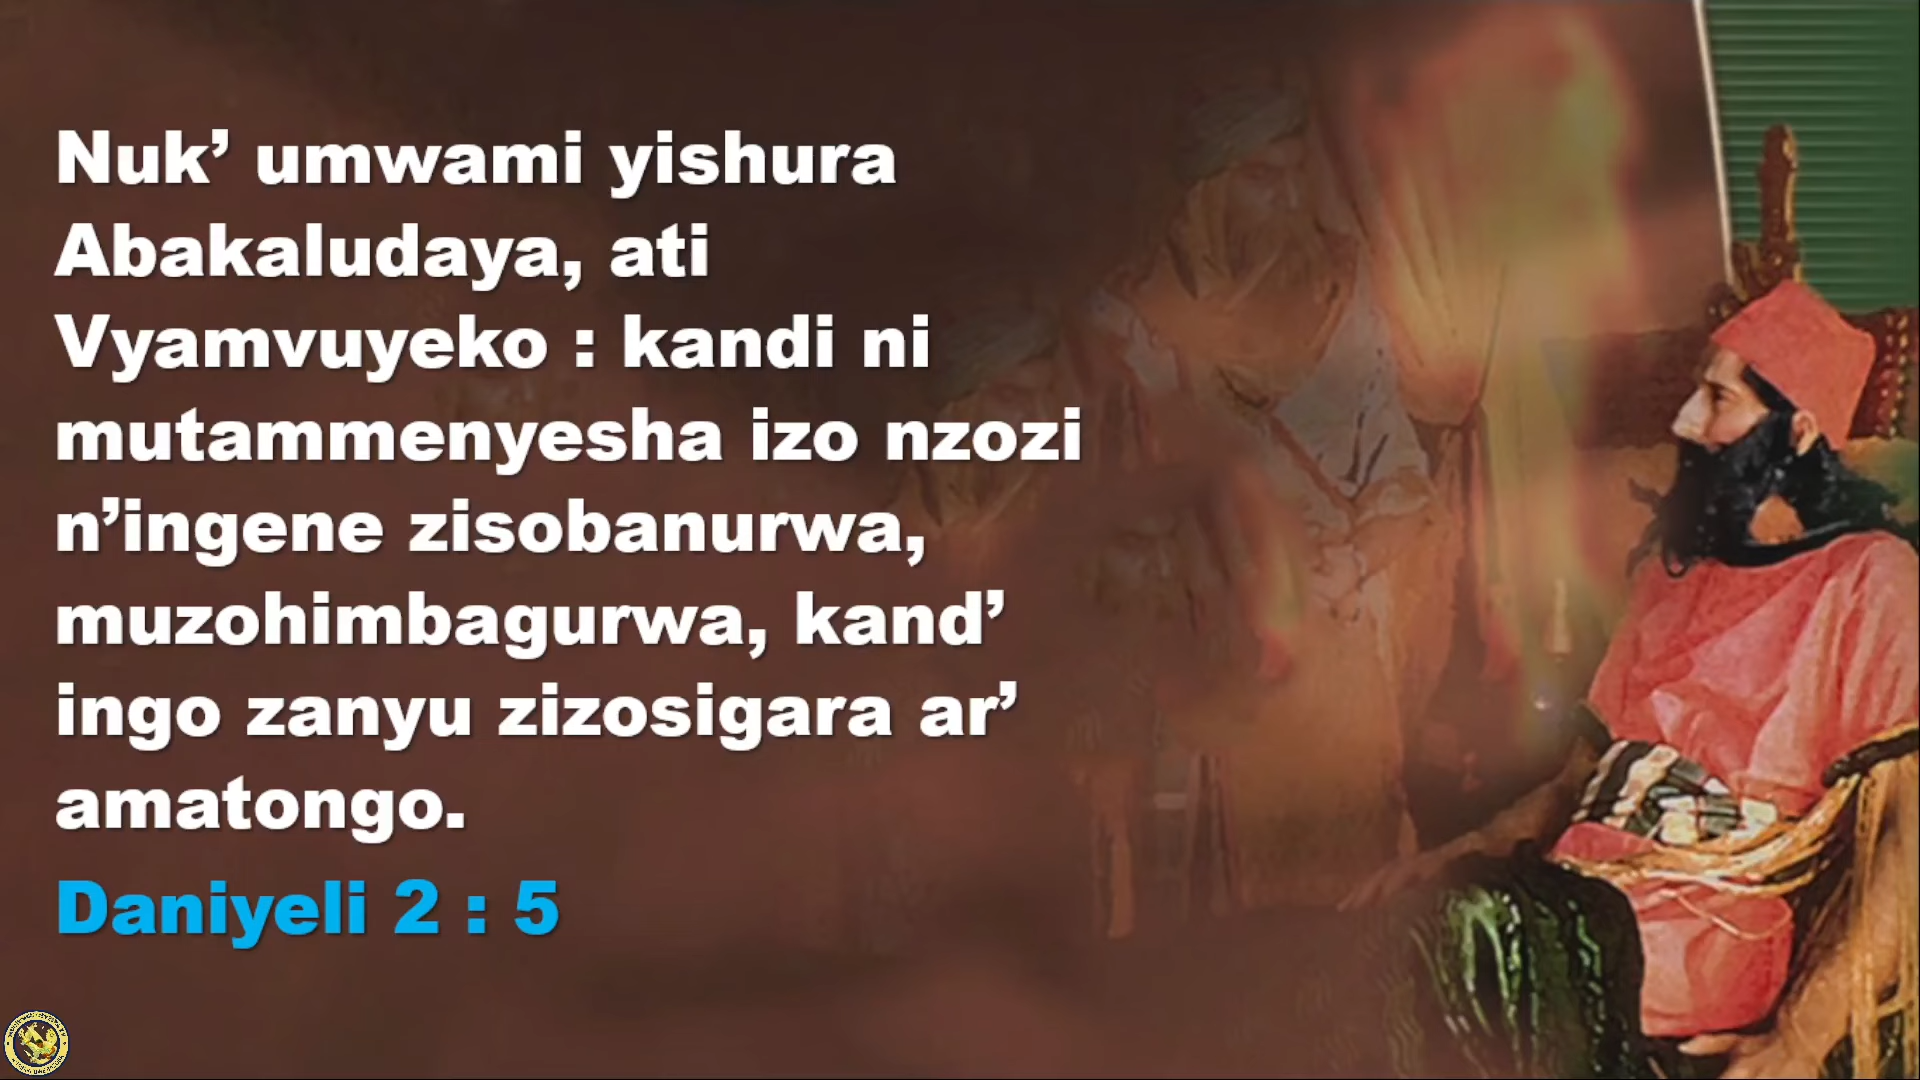 Nuk’ umwami yishura
Abakaludaya, ati
Vyamvuyeko : kandi ni
mutammenyesha izo nzozi
n’ingene zisobanurwa,
muzohimbagurwa, kand’
ingo zanyu zizosigara ar’
amatongo.
Daniyeli 2 : 5